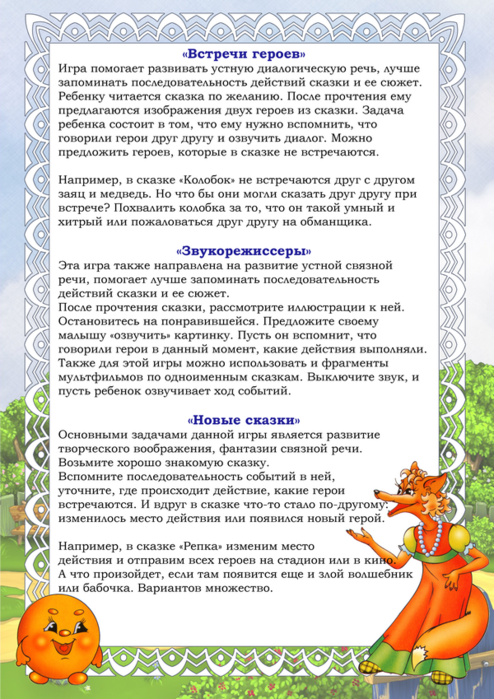 «Встречи героев»
Игра помогает развивать устную диалогическую речь, лучше
запоминать последовательность действий сказки и ее сюжет.
Ребенку читается сказка по желанию. После прочтения ему
предлагаются изображения двух героев из сказки. Задача
ребенка состоит в том, что ему нужно вспомнить, что
говорили герои друг другу и озвучить диалог. Можно
предложить героев, которые в сказке не встречаются.
Например, в сказке «Колобок» не встречаются друг с другом
заяц и медведь. Но что бы они могли сказать друг другу при
встрече? Похвалить колобка за то, что он такой умный и
хитрый или пожаловаться друг другу на обманщика.
«Звукорежиссеры»
Эта игра также направлена на развитие устной связной
речи, помогает лучше запоминать последовательность
действий сказки и ее сюжет.
После прочтения сказки, рассмотрите иллюстрации к ней.
Остановитесь на понравившейся. Предложите своему
малышу «озвучить» картинку. Пусть он вспомнит, что
говорили герои в данный момент, какие действия выполняли.
Также для этой игры можно использовать и фрагменты
мультфильмов по одноименным сказкам. Выключите звук, и
пусть ребенок озвучивает ход событий.
«Новые сказки»
Основными задачами данной игры является развитие
творческого воображения, фантазии связной речи.
Возьмите хорошо знакомую сказку.
Вспомните последовательность событий в ней,
уточните, где происходит действие, какие герои
встречаются. И вдруг в сказке что-то стало по-другому:
изменилось место действия или появился новый герой.
Например, в сказке «Репка» изменим место
действия и отправим всех героев на стадион или в кино.
А что произойдет, если там появится еще и злой волшебник
или бабочка. Вариантов множество.